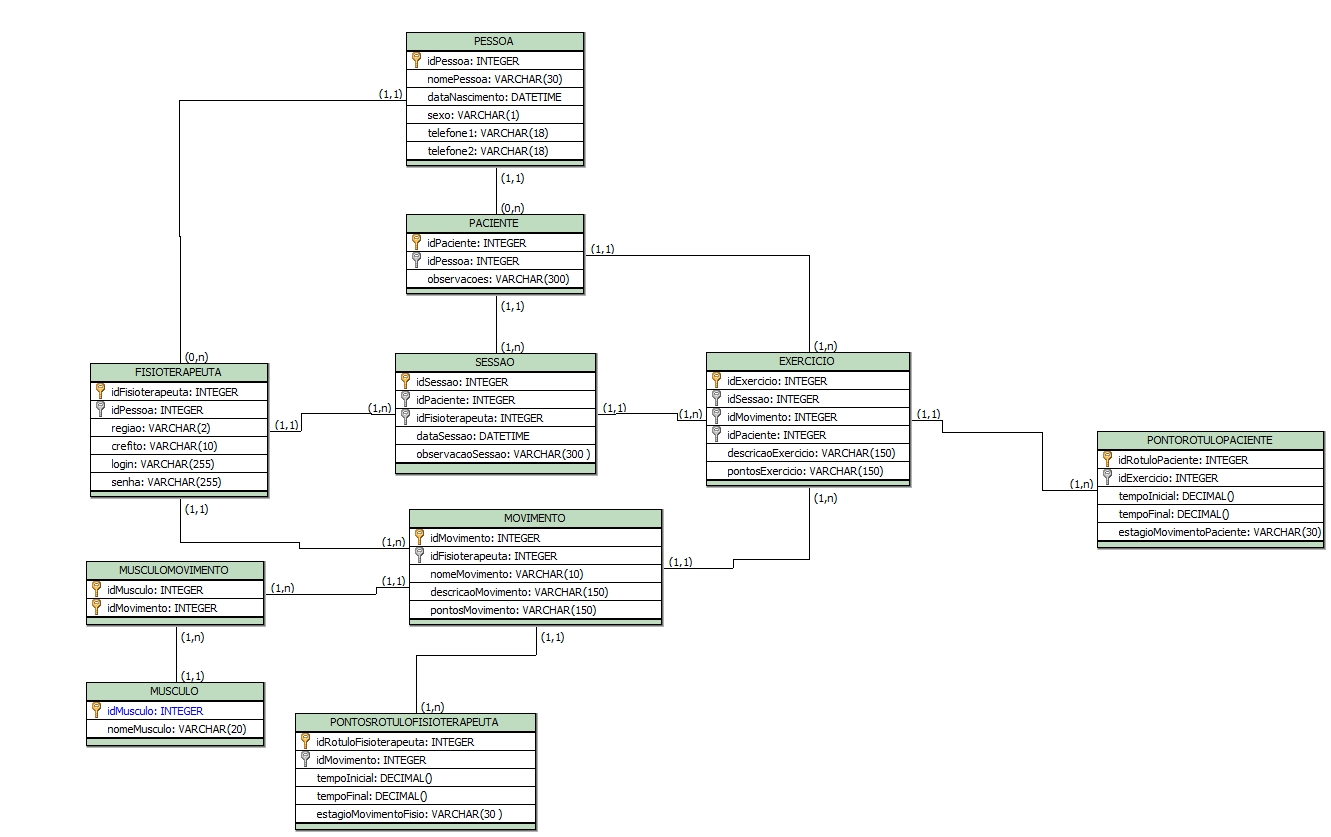 PESSOA
idPessoa: INTEGER
nomePessoa: VARCHAR(30)
dataNascimento: DATETIME
sexo: VARCHAR(1)
telefone1: VARCHAR(18)
telefone2: VARCHAR(18)
(1,1)
(1,1)
(0,n)
PACIENTE
idPaciente: INTEGER
idPessoa: INTEGER
observacoes: VARCHAR(300)
(1,1)
(1,1)
(0,n)
(1,n)
(1,n)
FISIOTERAPEUTA
idFisioterapeuta: INTEGER
idPessoa: INTEGER
regiao: VARCHAR(2)
crefito: VARCHAR(10)
login: VARCHAR(255)
senha: VARCHAR(255)
(1,1)
(1,n)
SESSAO
idSessao: INTEGER
idPaciente: INTEGER
idFisioterapeuta: INTEGER
dataSessao: DATETIME
observacaoSessao: VARCHAR(300 )
(1,1)
(1,n)
EXERCICIO
idExercicio: INTEGER
idSessao: INTEGER
idMovimento: INTEGER
idPaciente: INTEGER
descricaoExercicio: VARCHAR(150)
pontosExercicio: VARCHAR(150)
(1,1)
(1,n)
PONTOROTULOPACIENTE
idRotuloPaciente: INTEGER
idExercicio: INTEGER
tempoInicial: DECIMAL()
tempoFinal: DECIMAL()
estagioMovimentoPaciente: VARCHAR(30)
(1,1)
(1,n)
(1,n)
(1,1)
MOVIMENTO
idMovimento: INTEGER
idFisioterapeuta: INTEGER
nomeMovimento: VARCHAR(10)
descricaoMovimento: VARCHAR(150)
pontosMovimento: VARCHAR(150)
MUSCULOMOVIMENTO
idMusculo: INTEGER
idMovimento: INTEGER
(1,n)
(1,1)
(1,n)
(1,1)
(1,1)
MUSCULO
idMusculo: INTEGER
nomeMusculo: VARCHAR(20)
(1,n)
PONTOSROTULOFISIOTERAPEUTA
idRotuloFisioterapeuta: INTEGER
idMovimento: INTEGER
tempoInicial: DECIMAL()
tempoFinal: DECIMAL()
estagioMovimentoFisio: VARCHAR(30 )